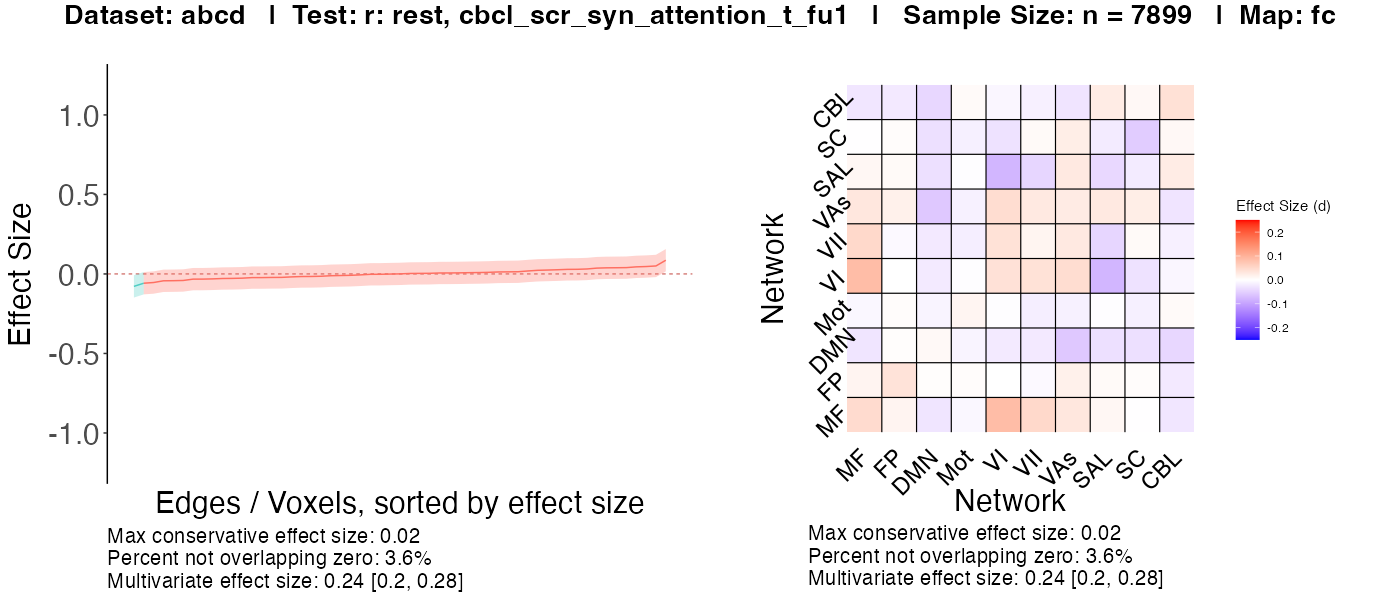 Dataset: abcd | Test: r: rest, cbcl_scr_syn_attention_t_fu1 | Sample Size: n = 7899 | Map: fc
Effect Size
1.0
0.5
0.0
-0.5
-1.0
Edges / Voxels, sorted by effect size
Max conservative effect size: 0.02
Percent not overlapping zero: 3.6%
Multivariate effect size: 0.24 [0.2, 0.28]
Network
CBL
SC
SAL
VAs
VII
VI
Mot
DMN
FP
MF
MF FP DMN Mot VI VII VAs SAL SC CBL
Network
Max conservative effect size: 0.02
Percent not overlapping zero: 3.6%
Multivariate effect size: 0.24 [0.2, 0.28]
Effect Size (d)
0.2
0.1
0.0
-0.1
-0.2